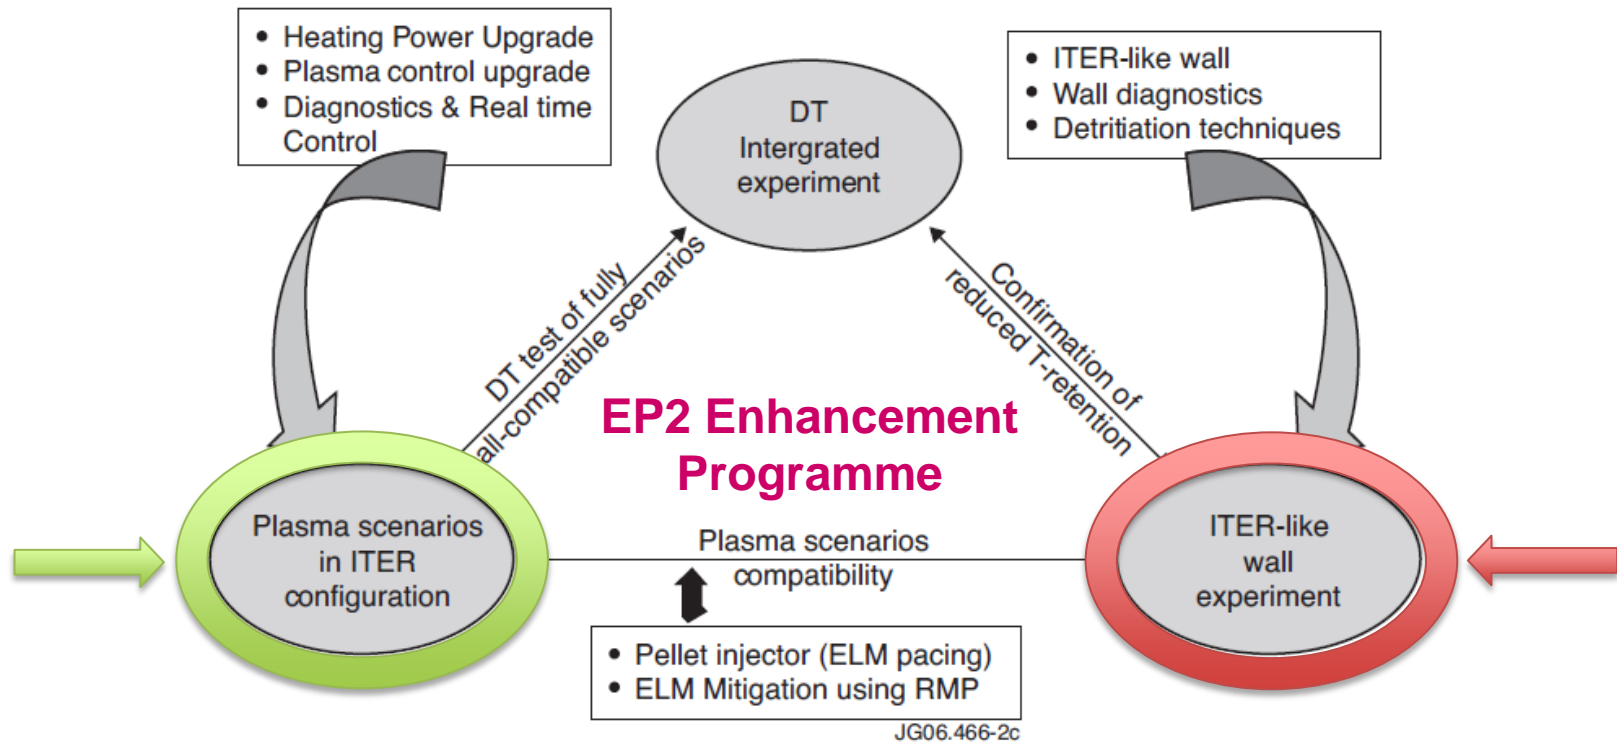 • Heating Power Upgrade
• Plasma control upgrade
• Diagnostics & Real time
Control
DT
Intergrated
experiment
• ITER-like wall
• Wall diagnostics
• Detritiation techniques
DT test of fully
all-compatible scenarios
Confirmation of
reduced T-retention
EP2 Enhancement
Programme
Plasma scenarios
in ITER
configuration
Plasma scenarios
compatibility
ITER-like
wall
experiment
• Pellet injector (ELM pacing)
• ELM Mitigation using RMP
JG06.466-2c